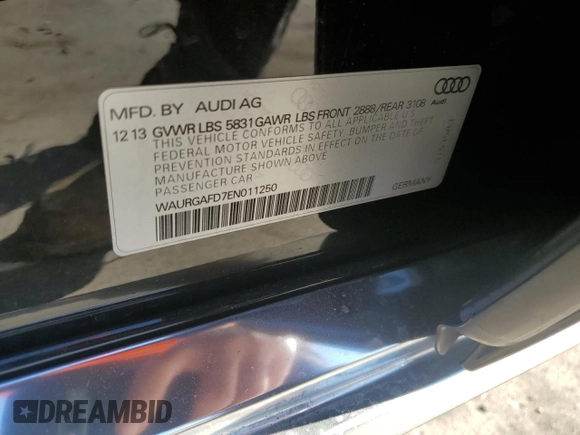 MFD. BY AUDI AG
12 13 GVWR LBS 5831 GAWR LBS FRONT 2888/REAR 3108 Audi
THIS VEHICLE CONFORMS TO ALL APPLICABLE U.S.
FEDERAL MOTOR VEHICLE SAFETY, BUMPER AND THEFT
PREVENTION STANDARDS IN EFFECT ON THE DATE OF
MANUFACTURE SHOWN ABOVE
PASSENGER CAR
WAURGAFD7EN011250
GERMANY
DREAMBID